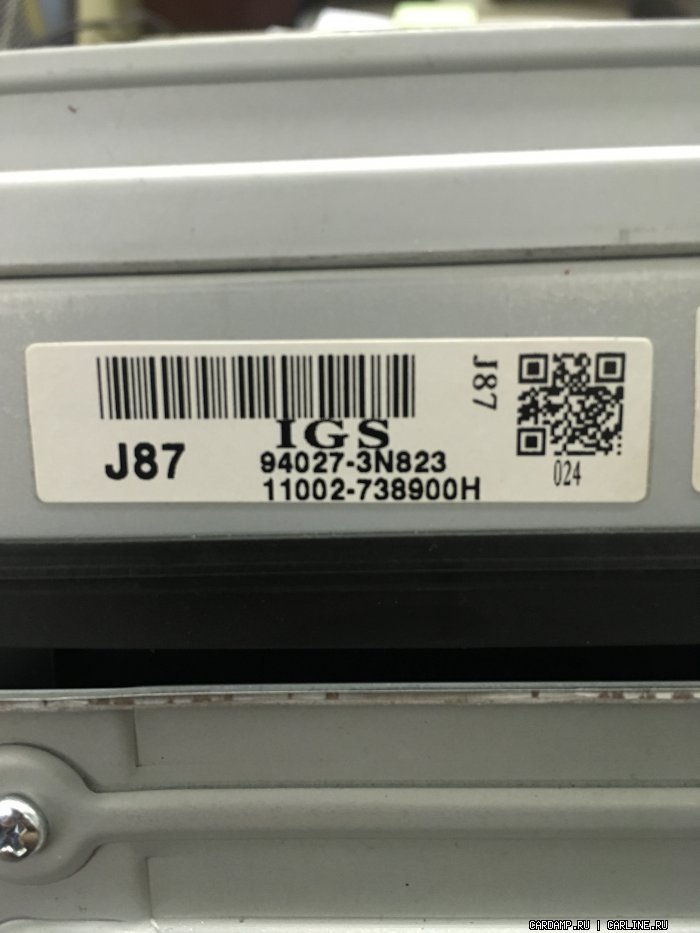 J87
IGS
J87
94027-3N823
11002-738900H
024
CARDAMP.RU | CARLINE.RU